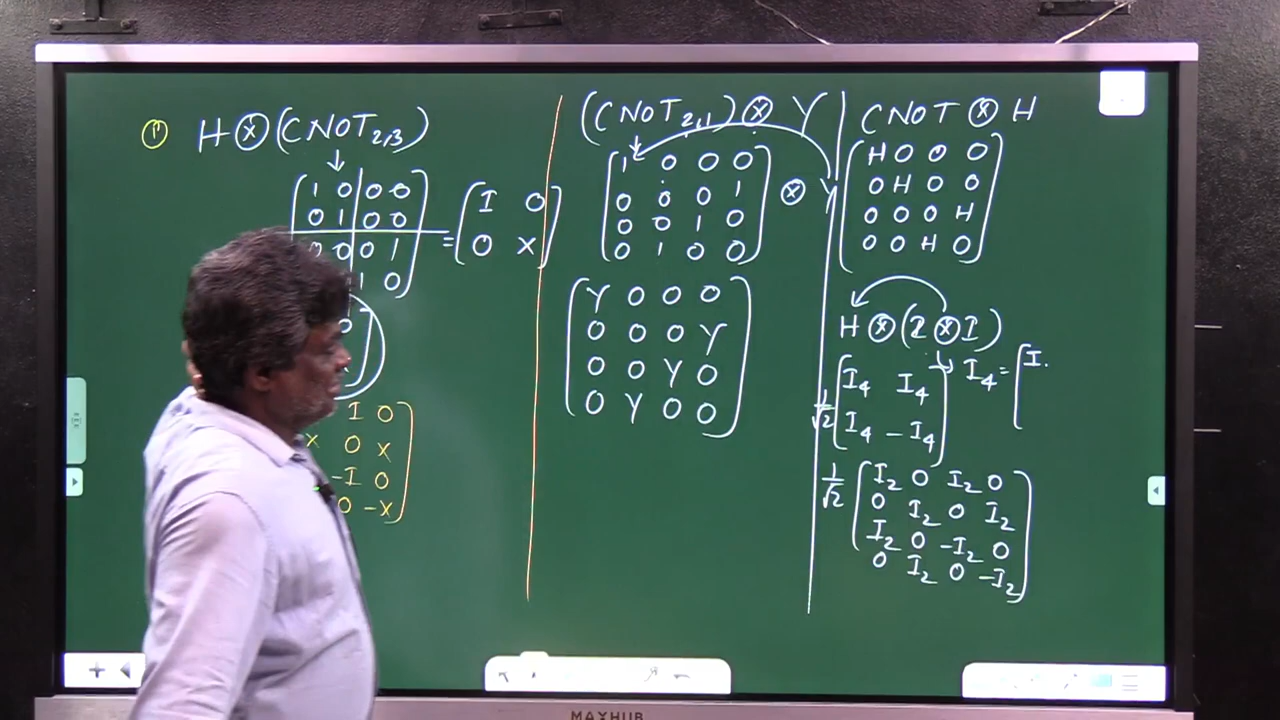 ① H ⊗ (CNOT2,3)
↓
1 0 0 0
0 1 0 0
0 0 0 1
1 0
= I 0
0 X
0
I 0
X 0 X
-I 0
0 -X
(CNOT2,1) ⊗ Y
↓
1 0 0 0
0 0 0 1
0 0 1 0
0 1 0 0
⊗ Y
Y 0 0 0
0 0 0 Y
0 0 Y 0
0 Y 0 0
CNOT ⊗ H
H 0 0 0
0 H 0 0
0 0 0 H
0 0 H 0
H ⊗ (I ⊗ I)
↳ I4 = [I.
1/√2 I4 I4
I4 -I4
1/√2 I2 0 I2 0
0 I2 0 I2
I2 0 -I2 0
0 I2 0 -I2
MAXHUB